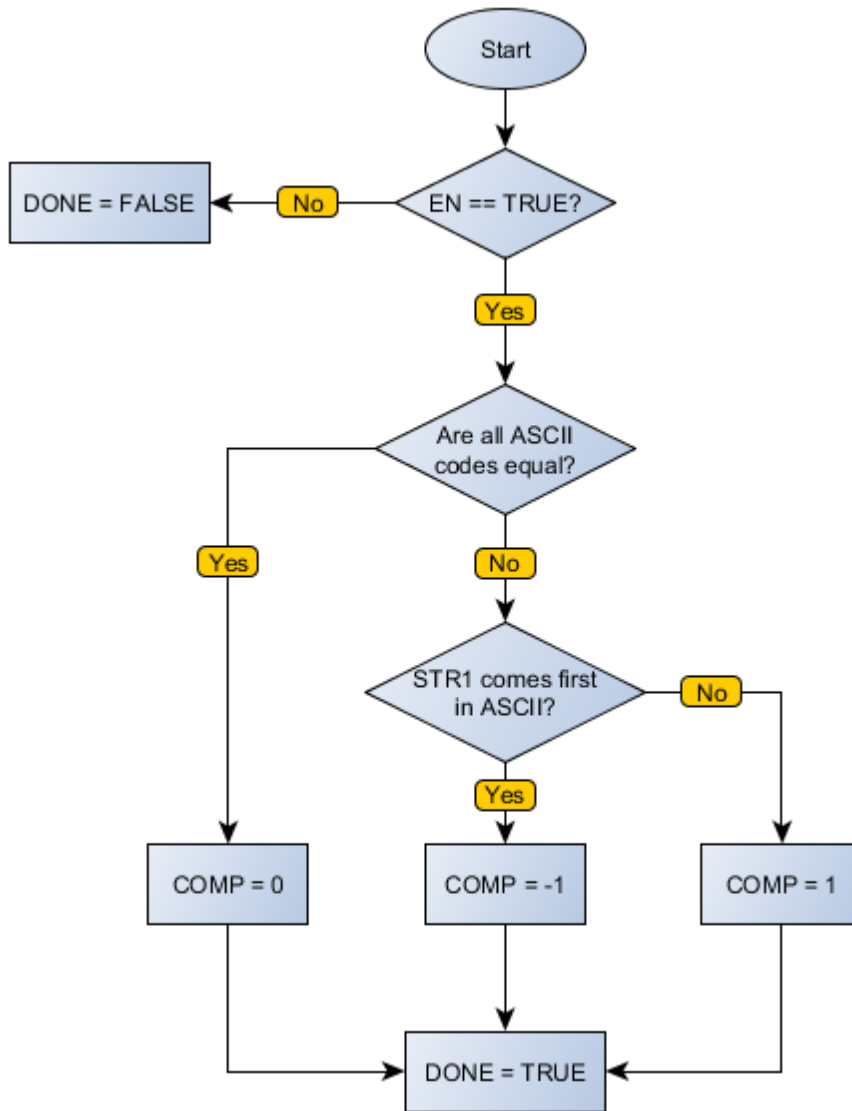 Start
EN == TRUE?
No
DONE = FALSE
Yes
Are all ASCII
codes equal?
Yes
No
STR1 comes first
in ASCII?
No
Yes
COMP = 0
COMP = -1
COMP = 1
DONE = TRUE